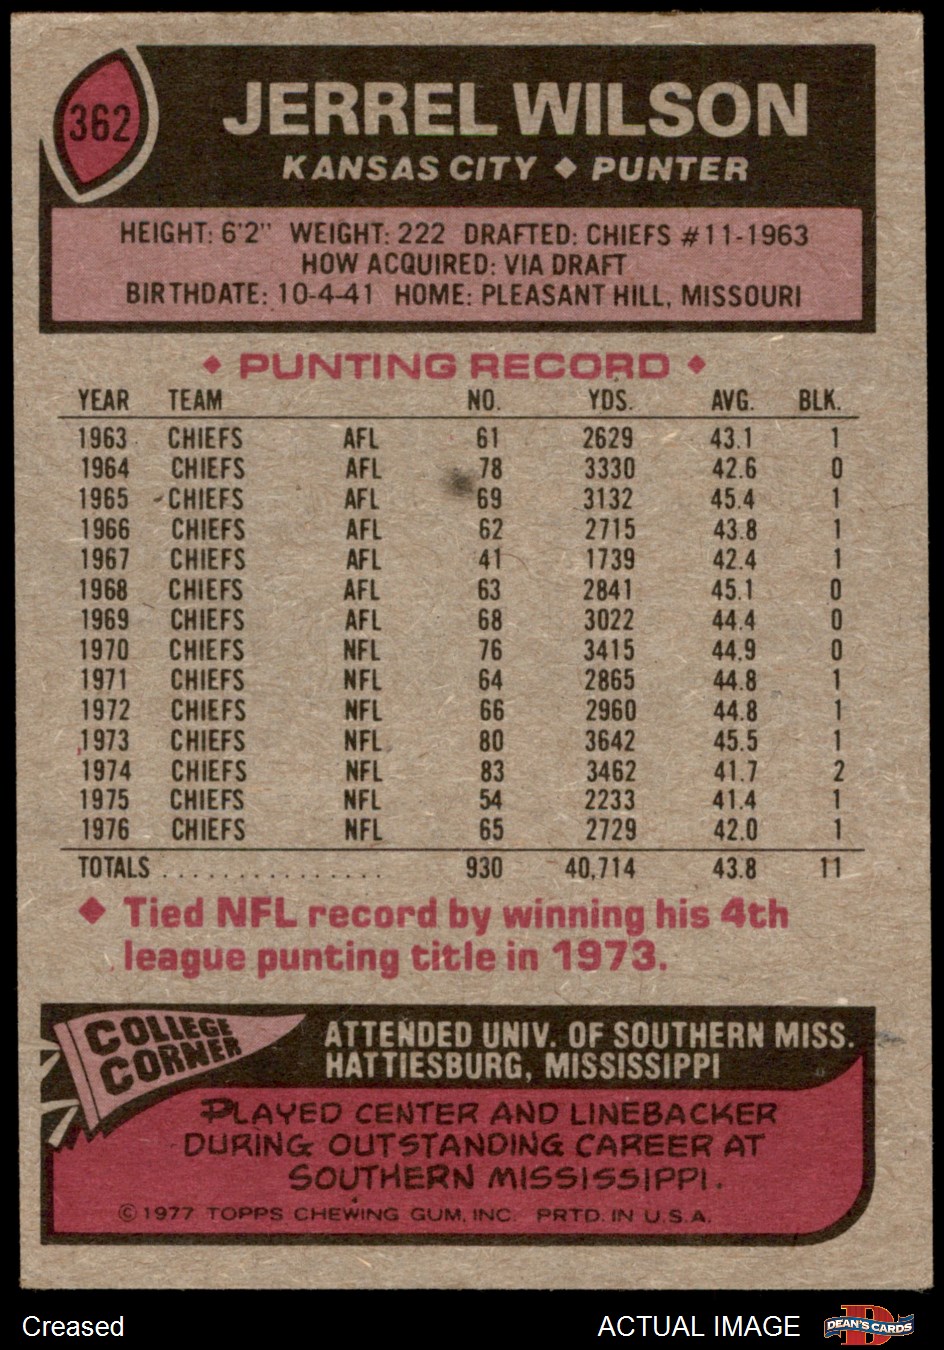 362
JERREL WILSON
KANSAS CITY ◆ PUNTER
HEIGHT: 6'2" WEIGHT: 222 DRAFTED: CHIEFS #11-1963
HOW ACQUIRED: VIA DRAFT
BIRTHDATE: 10-4-41 HOME: PLEASANT HILL, MISSOURI
◆ PUNTING RECORD ◆
YEAR TEAM NO. YDS. AVG. BLK.
1963 CHIEFS AFL 61 2629 43.1 1
1964 CHIEFS AFL 78 3330 42.6 0
1965 CHIEFS AFL 69 3132 45.4 1
1966 CHIEFS AFL 62 2715 43.8 1
1967 CHIEFS AFL 41 1739 42.4 1
1968 CHIEFS AFL 63 2841 45.1 0
1969 CHIEFS AFL 68 3022 44.4 0
1970 CHIEFS NFL 76 3415 44.9 0
1971 CHIEFS NFL 64 2865 44.8 1
1972 CHIEFS NFL 66 2960 44.8 1
1973 CHIEFS NFL 80 3642 45.5 1
1974 CHIEFS NFL 83 3462 41.7 2
1975 CHIEFS NFL 54 2233 41.4 1
1976 CHIEFS NFL 65 2729 42.0 1
TOTALS . . . . . . . . . . . . . . . 930 40,714 43.8 11
◆ Tied NFL record by winning his 4th
league punting title in 1973.
COLLEGE
CORNER
ATTENDED UNIV. OF SOUTHERN MISS.
HATTIESBURG, MISSISSIPPI
PLAYED CENTER AND LINEBACKER
DURING OUTSTANDING CAREER AT
SOUTHERN MISSISSIPPI.
© 1977 TOPPS CHEWING GUM, INC. PRTD. IN U.S.A.
Creased
ACTUAL IMAGE
D
DEAN'S CARDS